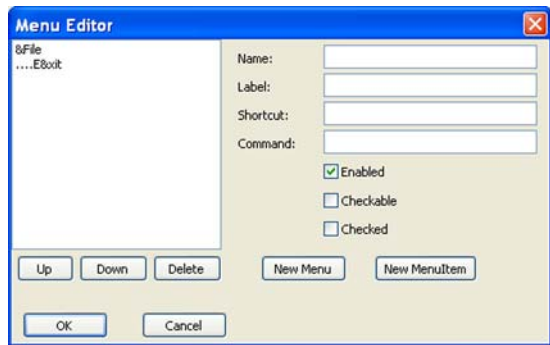 Menu Editor
&File
....E&xit
Name:
Label:
Shortcut:
Command:
Enabled
Checkable
Checked
Up Down Delete New Menu New MenuItem
OK Cancel